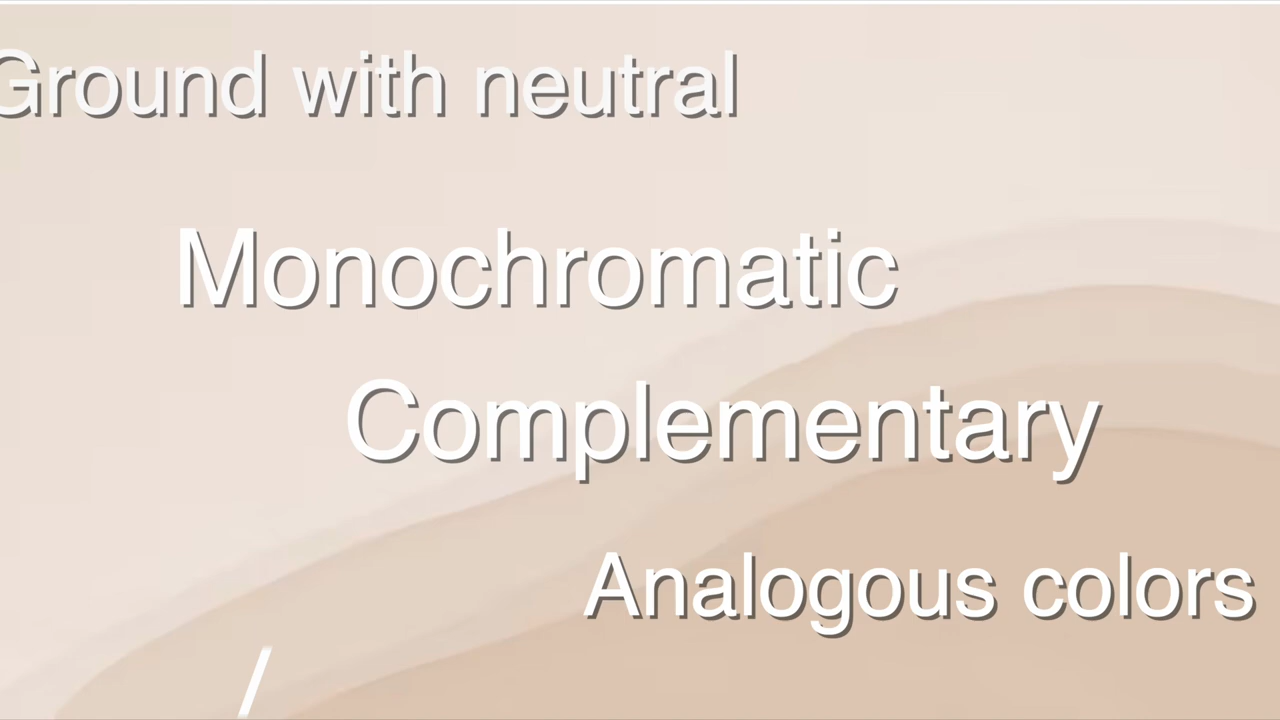 Ground with neutral
Monochromatic
Complementary
Analogous colors
/